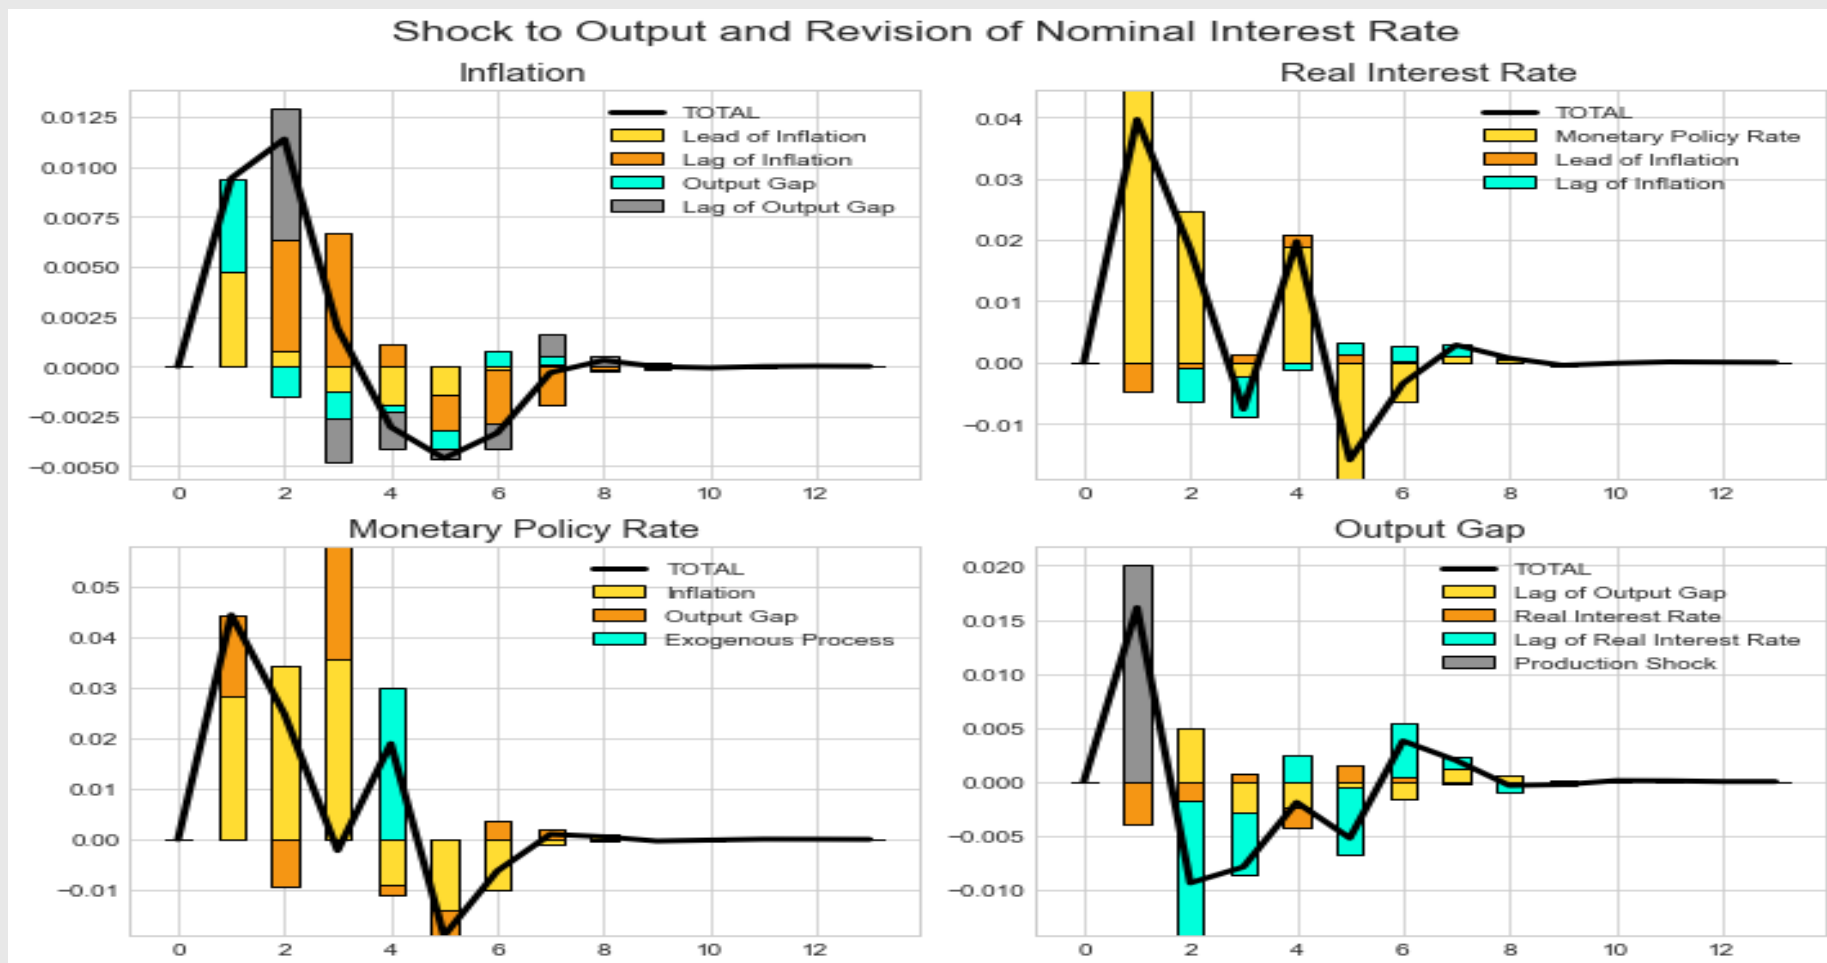 Shock to Output and Revision of Nominal Interest Rate
Inflation
0.0125
0.0100
0.0075
0.0050
0.0025
0.0000
−0.0025
−0.0050
TOTAL
Lead of Inflation
Lag of Inflation
Output Gap
Lag of Output Gap
0 2 4 6 8 10 12
Real Interest Rate
0.04
0.03
0.02
0.01
0.00
−0.01
TOTAL
Monetary Policy Rate
Lead of Inflation
Lag of Inflation
0 2 4 6 8 10 12
Monetary Policy Rate
0.05
0.04
0.03
0.02
0.01
0.00
−0.01
TOTAL
Inflation
Output Gap
Exogenous Process
0 2 4 6 8 10 12
Output Gap
0.020
0.015
0.010
0.005
0.000
−0.005
−0.010
TOTAL
Lag of Output Gap
Real Interest Rate
Lag of Real Interest Rate
Production Shock
0 2 4 6 8 10 12